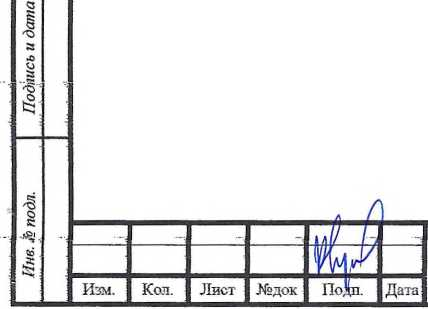 Подпись и дата
Инв. № подл.
Изм. Кол. Лист №док Подп. Дата